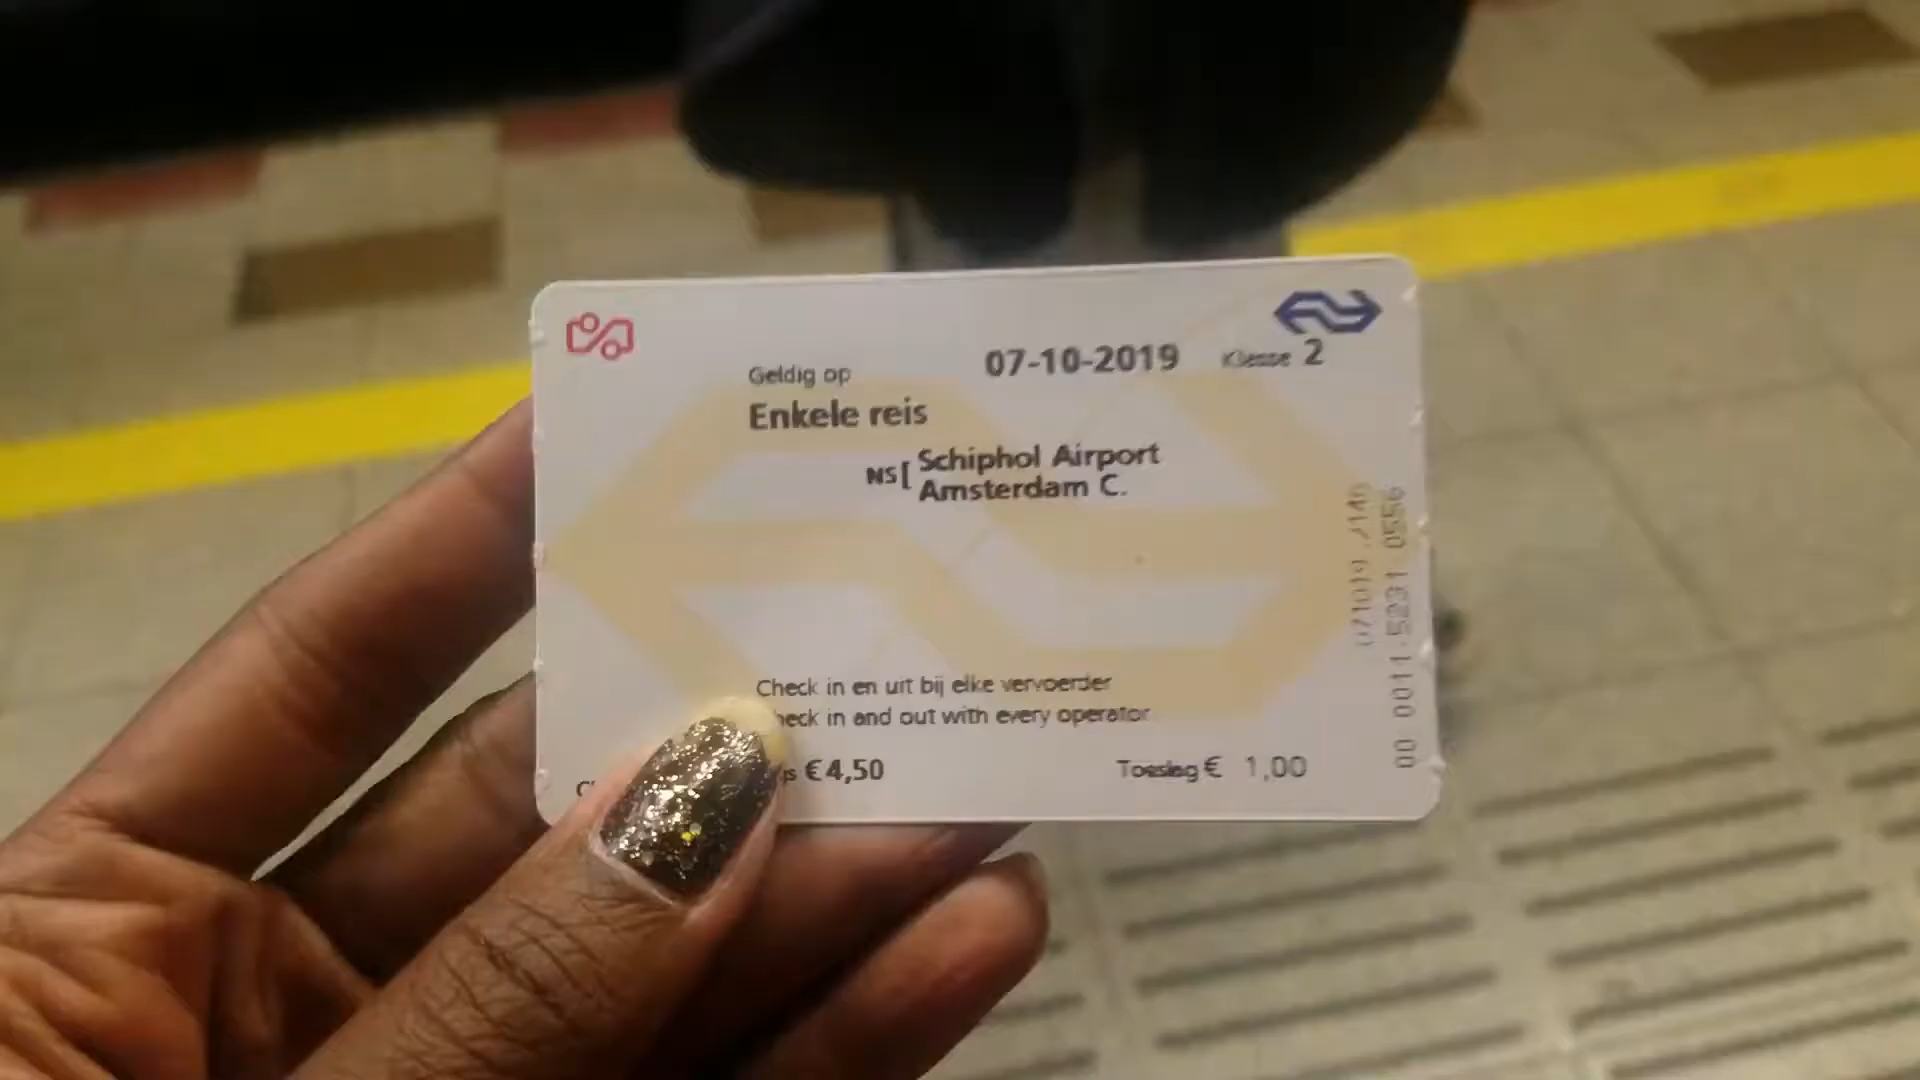 Geldig op 07-10-2019 Klasse 2
Enkele reis
NS[ Schiphol Airport
Amsterdam C.
Check in en uit bij elke vervoerder
heck in and out with every operator
€4,50 Toeslag € 1,00
00 0011 5231 0556